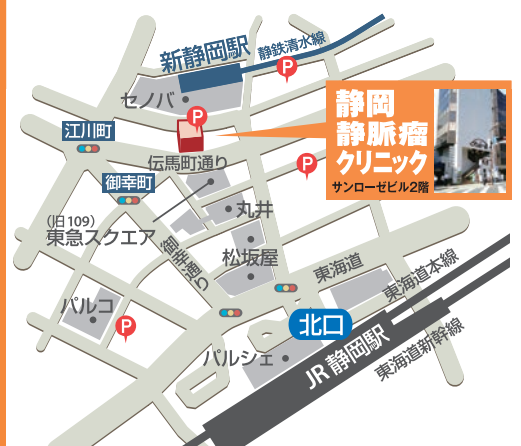 新静岡駅
静鉄清水線
P
セノバ
P
静岡
静脈瘤
クリニック
サンローゼビル2階
江川町
伝馬町通り
P
御幸町
丸井
(旧109)
東急スクエア
御幸通り
松坂屋
東海道
東海道本線
パルコ
P
北口
パルシェ
JR静岡駅
東海道新幹線